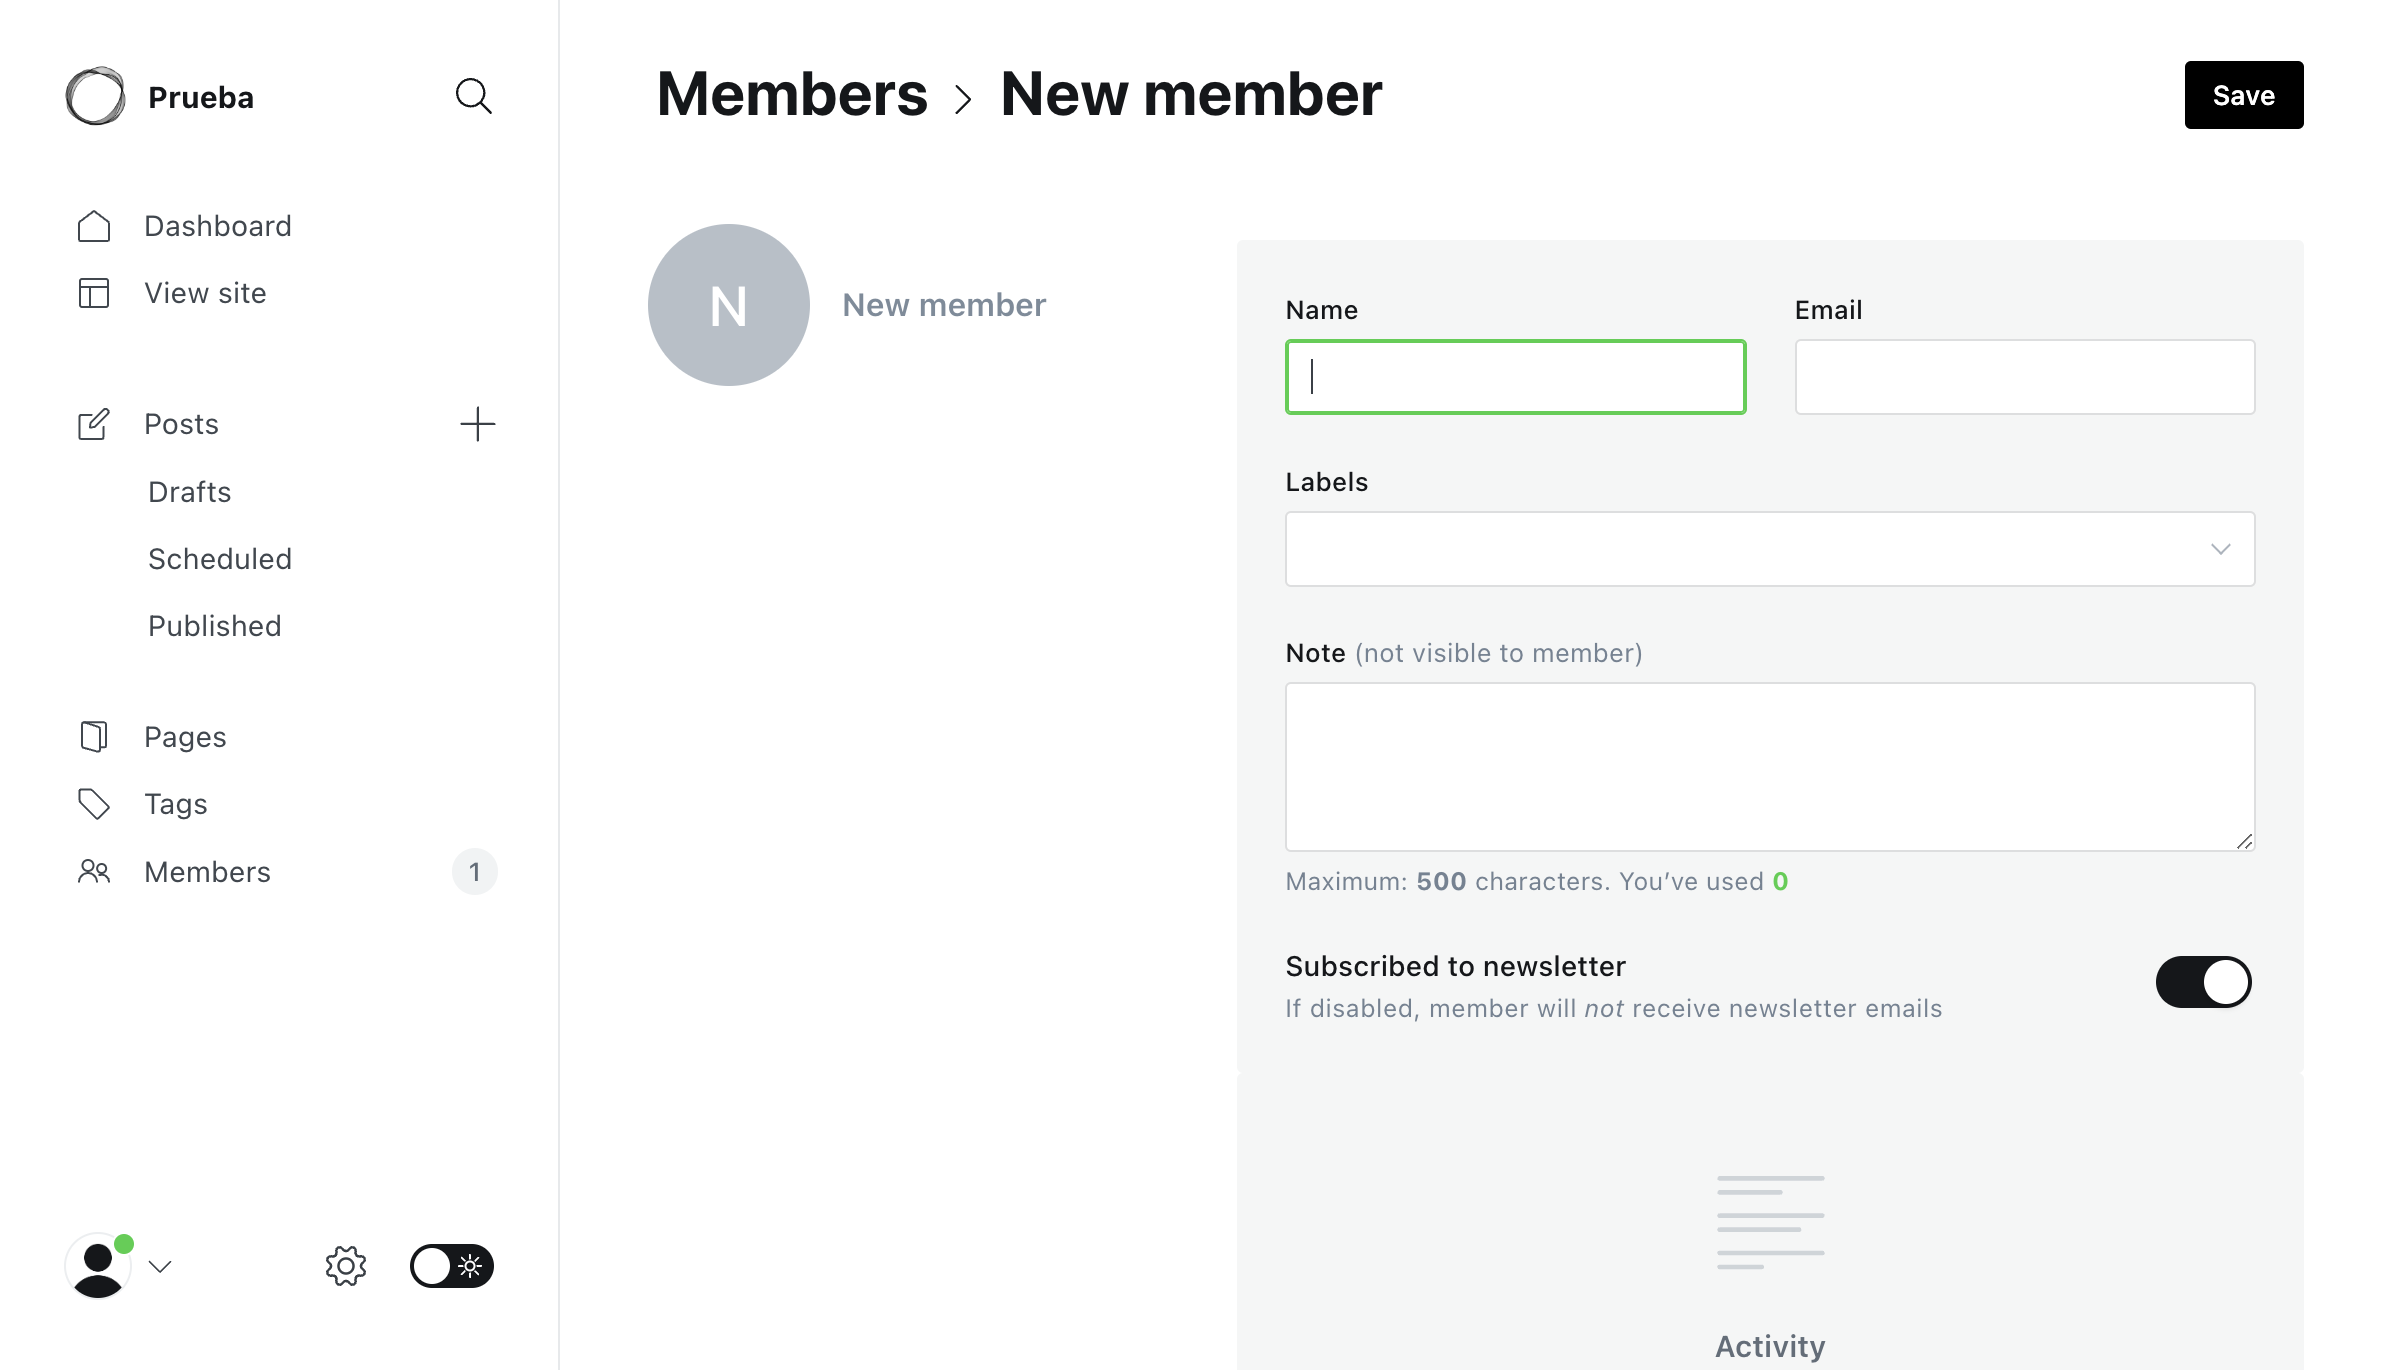 Prueba
Dashboard
View site
Posts
Drafts
Scheduled
Published
Pages
Tags
Members
1
Members > New member
Save
N
New member
Name
Email
Labels
Note (not visible to member)
Maximum: 500 characters. You’ve used 0
Subscribed to newsletter
If disabled, member will not receive newsletter emails
Activity